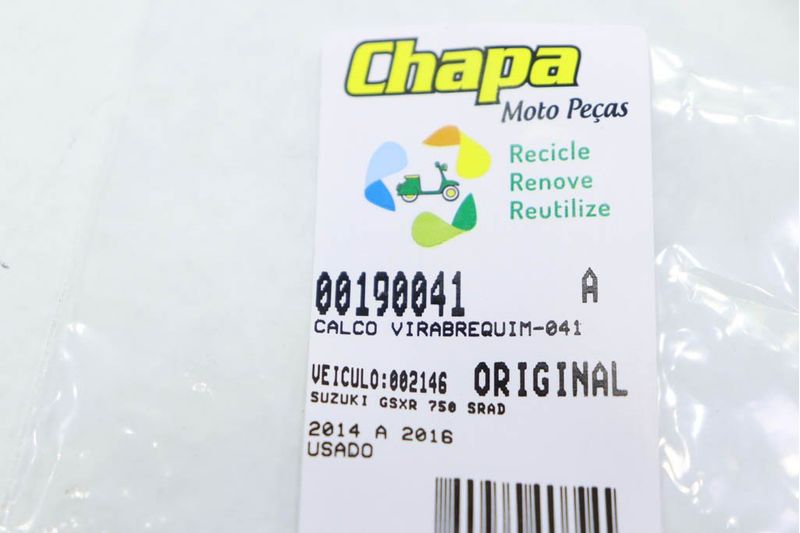 Chapa
Moto Peças
Recicle
Renove
Reutilize
00190041 A
CALCO VIRABREQUIM-041
VEICULO:002146 ORIGINAL
SUZUKI GSXR 750 SRAD
2014 A 2016
USADO